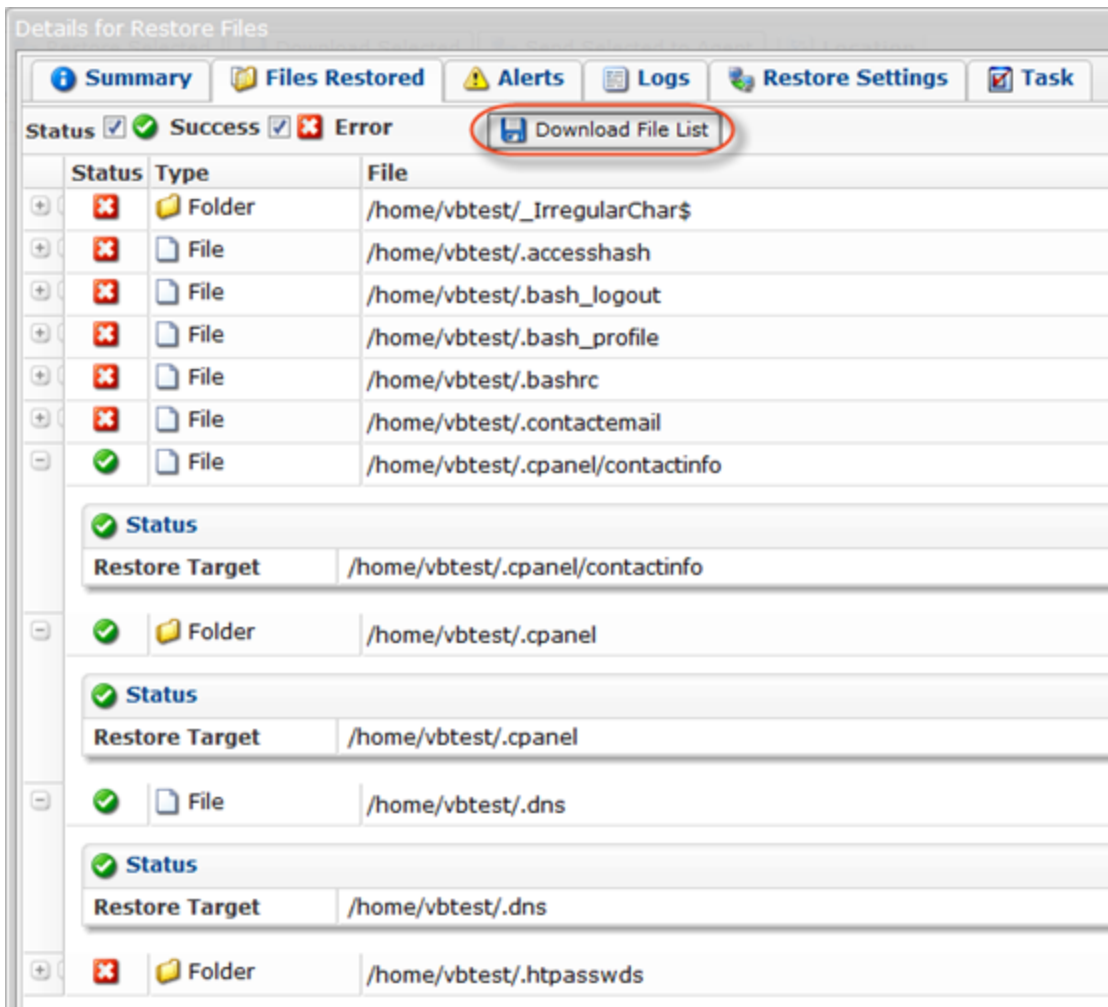 Details for Restore Files
Summary Files Restored Alerts Logs Restore Settings Task
Status Success Error Download File List
Status Type File
Folder /home/vbtest/_IrregularChar$
File /home/vbtest/.accesshash
File /home/vbtest/.bash_logout
File /home/vbtest/.bash_profile
File /home/vbtest/.bashrc
File /home/vbtest/.contactemail
File /home/vbtest/.cpanel/contactinfo
Status
Restore Target /home/vbtest/.cpanel/contactinfo
Folder /home/vbtest/.cpanel
Status
Restore Target /home/vbtest/.cpanel
File /home/vbtest/.dns
Status
Restore Target /home/vbtest/.dns
Folder /home/vbtest/.htpasswds